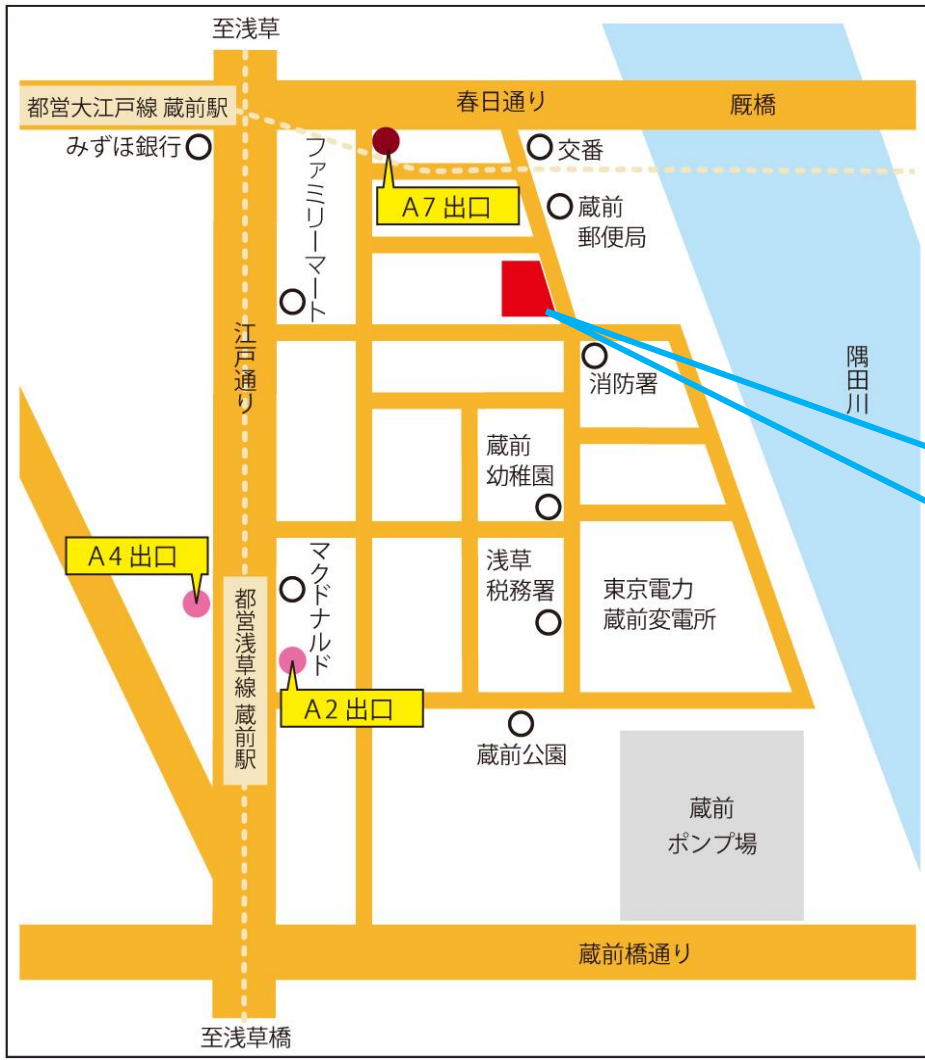 至浅草
都営大江戸線 蔵前駅
春日通り
厩橋
みずほ銀行
ファミリーマート
交番
A7 出口
蔵前
郵便局
江戸通り
消防署
隅田川
蔵前
幼稚園
A4 出口
マクドナルド
浅草
税務署
東京電力
蔵前変電所
都営浅草線 蔵前駅
A2 出口
蔵前公園
蔵前
ポンプ場
蔵前橋通り
至浅草橋